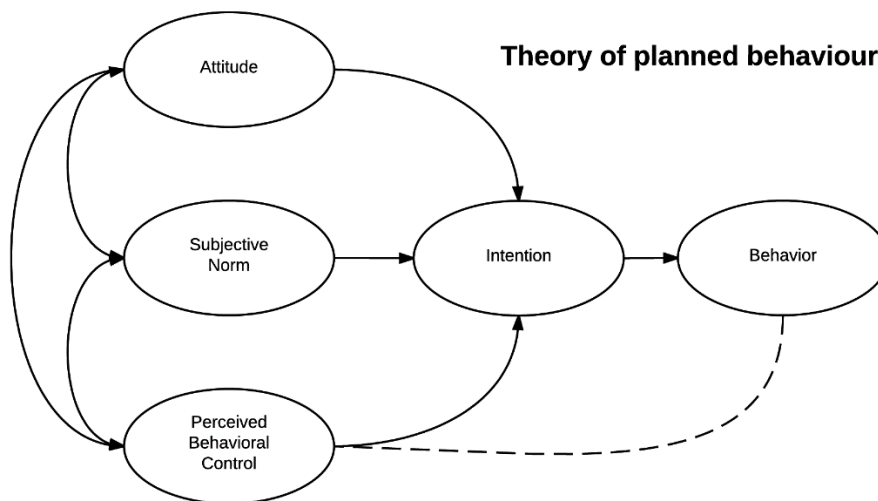 Theory of planned behaviour
Attitude
Subjective
Norm
Intention
Behavior
Perceived
Behavioral
Control